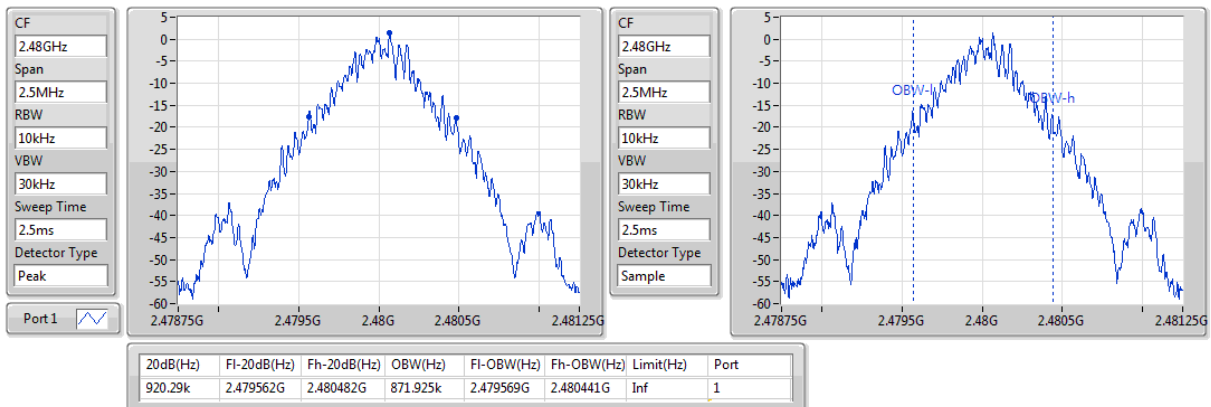 CF
2.48GHz
Span
2.5MHz
RBW
10kHz
VBW
30kHz
Sweep Time
2.5ms
Detector Type
Peak
Port 1
5
0
-5
-10
-15
-20
-25
-30
-35
-40
-45
-50
-55
-60
2.47875G 2.4795G 2.48G 2.4805G 2.48125G
CF
2.48GHz
Span
2.5MHz
RBW
10kHz
VBW
30kHz
Sweep Time
2.5ms
Detector Type
Sample
5
0
-5
-10
-15
-20
-25
-30
-35
-40
-45
-50
-55
-60
OBW-l
OBW-h
2.47875G 2.4795G 2.48G 2.4805G 2.48125G
20dB(Hz) Fl-20dB(Hz) Fh-20dB(Hz) OBW(Hz) Fl-OBW(Hz) Fh-OBW(Hz) Limit(Hz) Port
920.29k 2.479562G 2.480482G 871.925k 2.479569G 2.480441G Inf 1